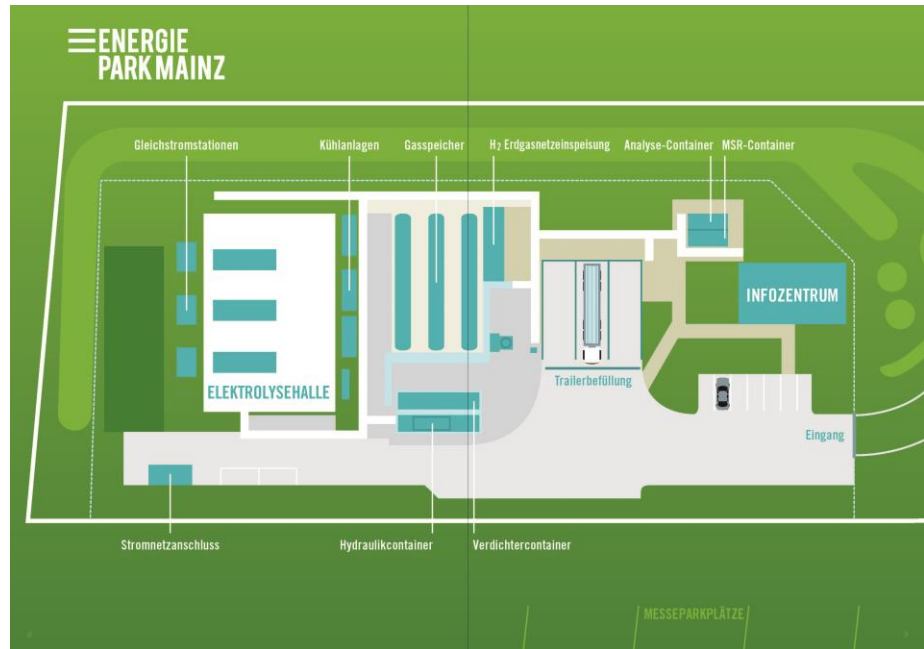 ENERGIE
PARK MAINZ
Gleichstromstationen
Kühlanlagen
Gasspeicher
H₂ Erdgasnetzeinspeisung
Analyse-Container
MSR-Container
INFOZENTRUM
ELEKTROLYSEHALLE
Trailerbefüllung
Eingang
Stromnetzanschluss
Hydraulikcontainer
Verdichtercontainer
MESSEPARKPLÄTZE